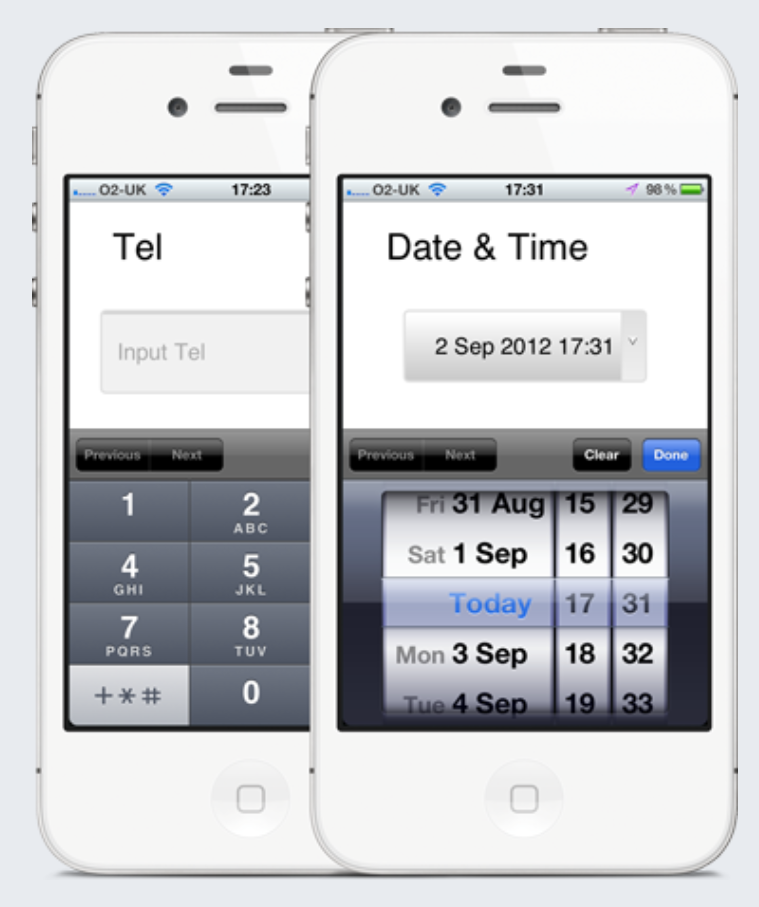 O2-UK 17:23
Tel
Input Tel
Previous Next
1 2
ABC
4 5
GHI JKL
7 8
PQRS TUV
+*# 0
O2-UK 17:31 98%
Date & Time
2 Sep 2012 17:31
Previous Next Clear Done
Fri 31 Aug 15 29
Sat 1 Sep 16 30
Today 17 31
Mon 3 Sep 18 32
Tue 4 Sep 19 33